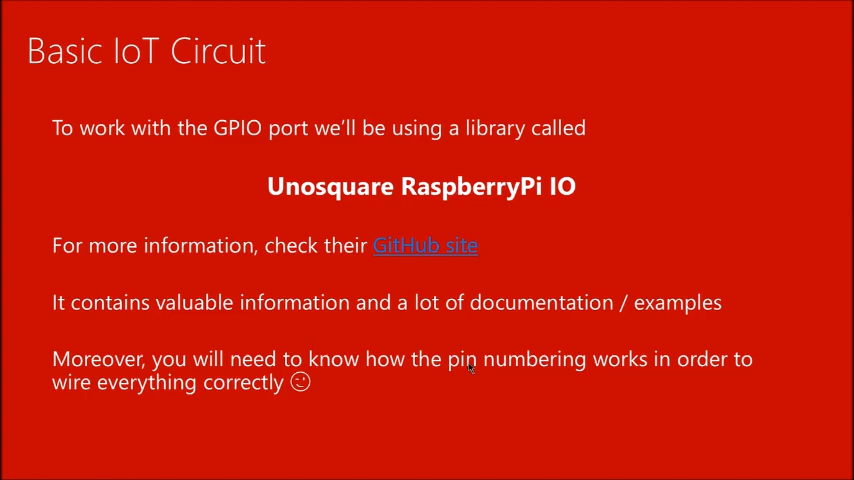 Basic IoT Circuit
To work with the GPIO port we'll be using a library called
Unosquare RaspberryPi IO
For more information, check their GitHub site
It contains valuable information and a lot of documentation / examples
Moreover, you will need to know how the pin numbering works in order to
wire everything correctly 😉